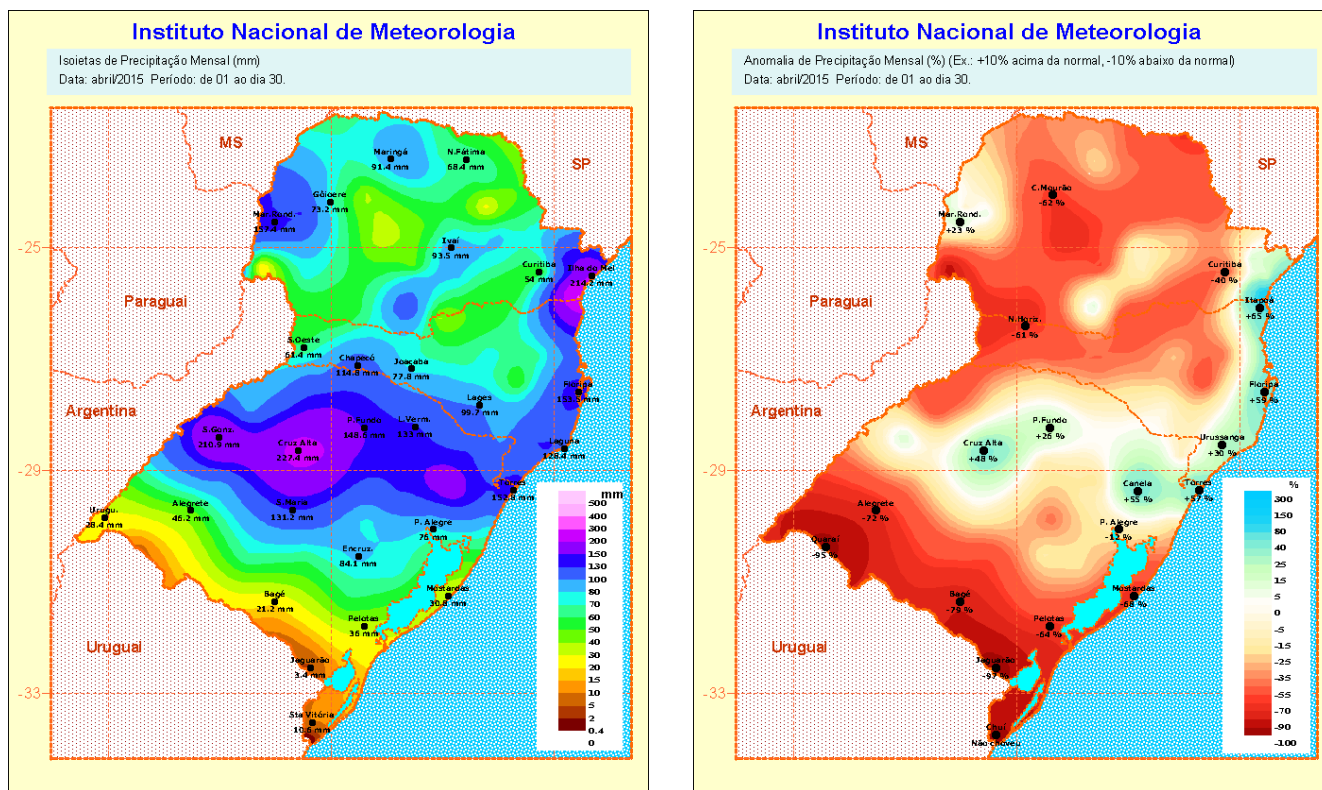 Instituto Nacional de Meteorologia
Isoietas de Precipitação Mensal (mm)
Data: abril/2015 Período: de 01 ao dia 30.
MS
SP
Paraguai
Argentina
Uruguai
-25
-29
-33
Maringá
91.4 mm
N.Fátima
68.4 mm
Gôioere
73.2 mm
Mar.Rond.
157.4 mm
Ivaí
93.5 mm
Curitiba
54 mm
Ilha do Mel
214.2 mm
S.Oeste
61.4 mm
Chapecó
114.8 mm
Joaçaba
77.8 mm
Floripa
153.5 mm
Lages
99.7 mm
S.Gonz.
210.9 mm
P.Fundo
148.6 mm
L.Verm.
133 mm
Cruz Alta
227.4 mm
Laguna
128.4 mm
Torres
152.8 mm
Urugu.
28.4 mm
Alegrete
46.2 mm
S.Maria
131.2 mm
P. Alegre
76 mm
Encruz.
84.1 mm
Bagé
21.2 mm
Mostardas
30.8 mm
Pelotas
36 mm
Jaguarão
3.4 mm
Sta Vitória
10.6 mm
mm
500
400
300
200
150
130
100
80
70
60
50
40
30
20
15
10
5
2
0.4
0
Instituto Nacional de Meteorologia
Anomalia de Precipitação Mensal (%) (Ex.: +10% acima da normal, -10% abaixo da normal)
Data: abril/2015 Período: de 01 ao dia 30.
MS
SP
Paraguai
Argentina
Uruguai
-25
-29
-33
C.Mourão
-62 %
Mar.Rond.
+23 %
Curitiba
-40 %
Itapoá
+65 %
N.Horiz.
-61 %
Floripa
+59 %
P.Fundo
+26 %
Cruz Alta
+48 %
Urussanga
+30 %
Canela
+55 %
Torres
+57 %
Alegrete
-72 %
P. Alegre
-12 %
Quaraí
-95 %
Bagé
-79 %
Mostardas
-68 %
Pelotas
-64 %
Jaguarão
-97 %
Chuí
Não choveu
%
300
150
80
40
25
15
5
0
-5
-15
-25
-35
-55
-70
-90
-100